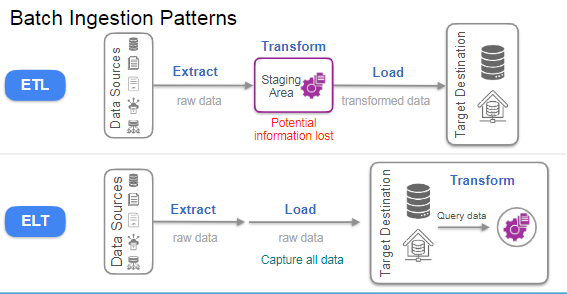 Batch Ingestion Patterns
ETL
Data Sources
Extract
raw data
Transform
Staging
Area
Potential
information lost
Load
transformed data
Target Destination
ELT
Data Sources
Extract
raw data
Load
raw data
Capture all data
Target Destination
Transform
Query data